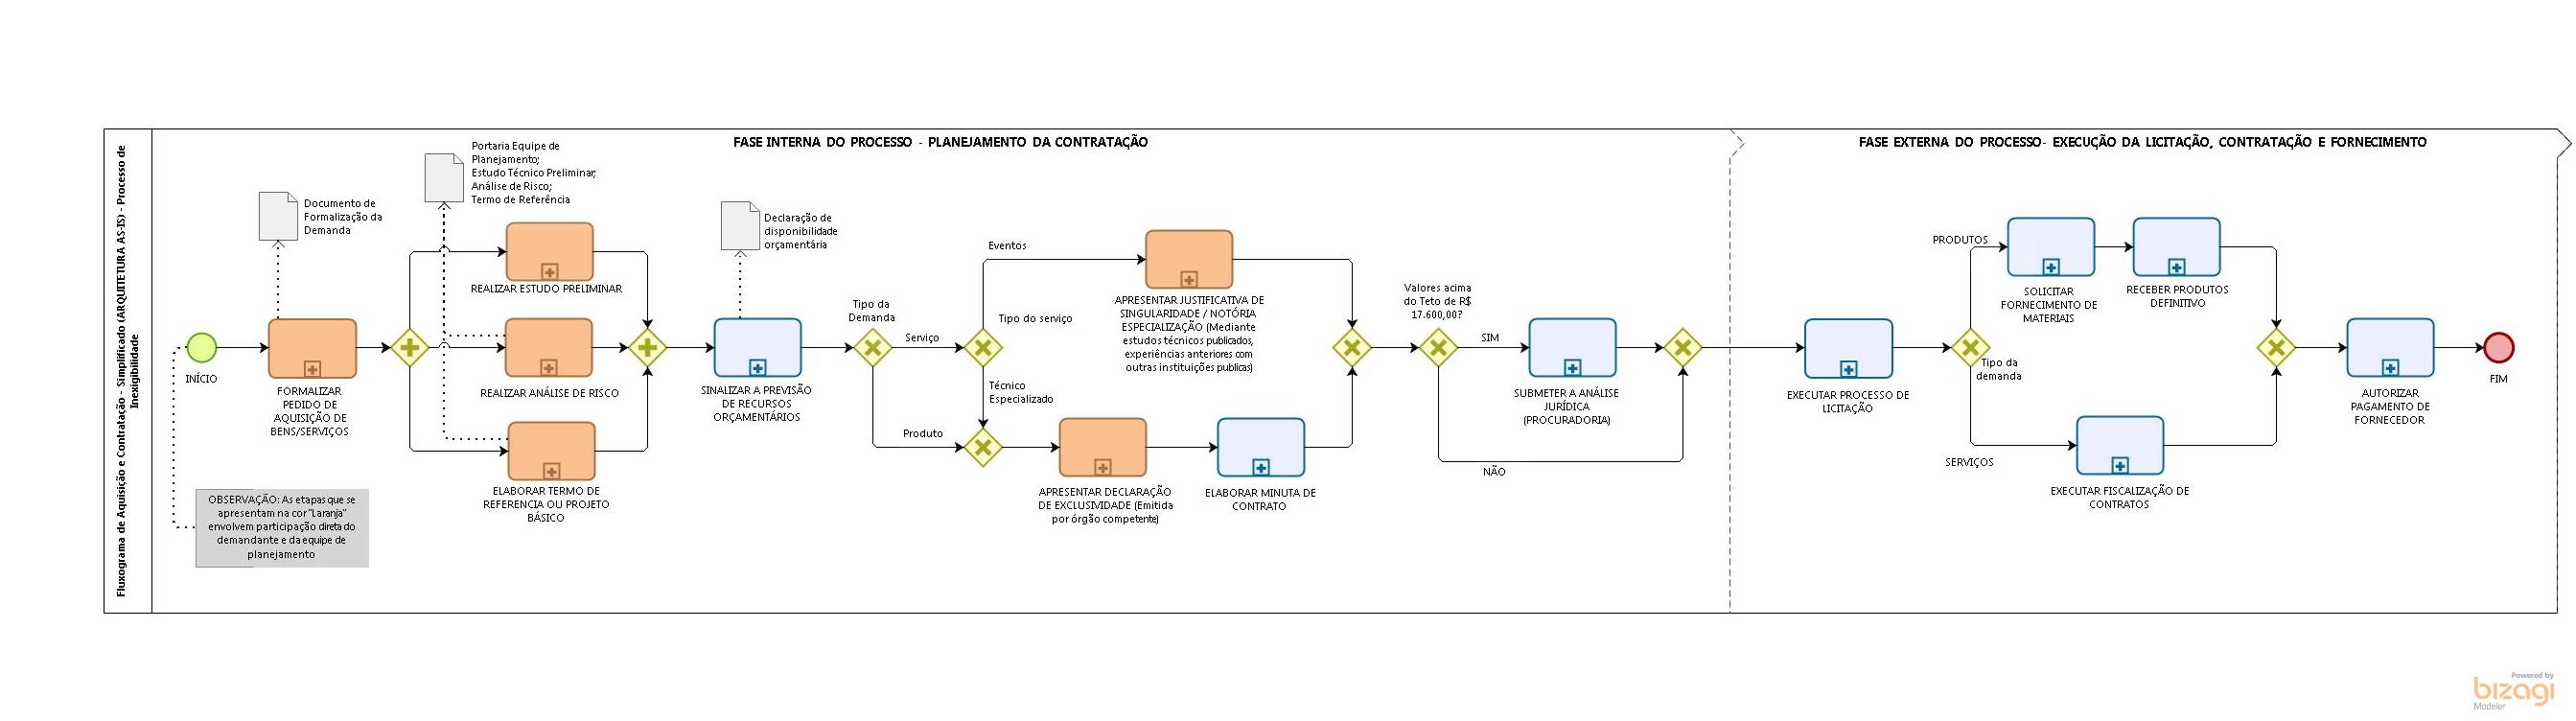 Fluxograma de Aquisição e Contratação - Simplificado (ARQUITETURA AS-IS) - Processo de
Inexigibilidade
FASE INTERNA DO PROCESSO - PLANEJAMENTO DA CONTRATAÇÃO
FASE EXTERNA DO PROCESSO- EXECUÇÃO DA LICITAÇÃO, CONTRATAÇÃO E FORNECIMENTO
INÍCIO
OBSERVAÇÃO: As etapas que se
apresentam na cor "Laranja"
envolvem participação direta do
demandante e da equipe de
planejamento
Documento de
Formalização da
Demanda
FORMALIZAR
PEDIDO DE
AQUISIÇÃO DE
BENS/SERVIÇOS
Portaria Equipe de
Planejamento;
Estudo Técnico Preliminar;
Análise de Risco;
Termo de Referência
REALIZAR ESTUDO PRELIMINAR
REALIZAR ANÁLISE DE RISCO
ELABORAR TERMO DE
REFERENCIA OU PROJETO
BÁSICO
Declaração de
disponibilidade
orçamentária
SINALIZAR A PREVISÃO
DE RECURSOS
ORÇAMENTÁRIOS
Tipo da
Demanda
Serviço
Produto
Eventos
Tipo do serviço
Técnico
Especializado
APRESENTAR JUSTIFICATIVA DE
SINGULARIDADE / NOTÓRIA
ESPECIALIZAÇÃO (Mediante
estudos técnicos publicados,
experiências anteriores com
outras instituições publicas)
APRESENTAR DECLARAÇÃO
DE EXCLUSIVIDADE (Emitida
por órgão competente)
ELABORAR MINUTA DE
CONTRATO
Valores acima
do Teto de R$
17.600,00?
SIM
NÃO
SUBMETER A ANÁLISE
JURÍDICA
(PROCURADORIA)
EXECUTAR PROCESSO DE
LICITAÇÃO
PRODUTOS
Tipo da
demanda
SERVIÇOS
SOLICITAR
FORNECIMENTO DE
MATERIAIS
RECEBER PRODUTOS
DEFINITIVO
EXECUTAR FISCALIZAÇÃO DE
CONTRATOS
AUTORIZAR
PAGAMENTO DE
FORNECEDOR
FIM
Powered by
bizagi
Modeler